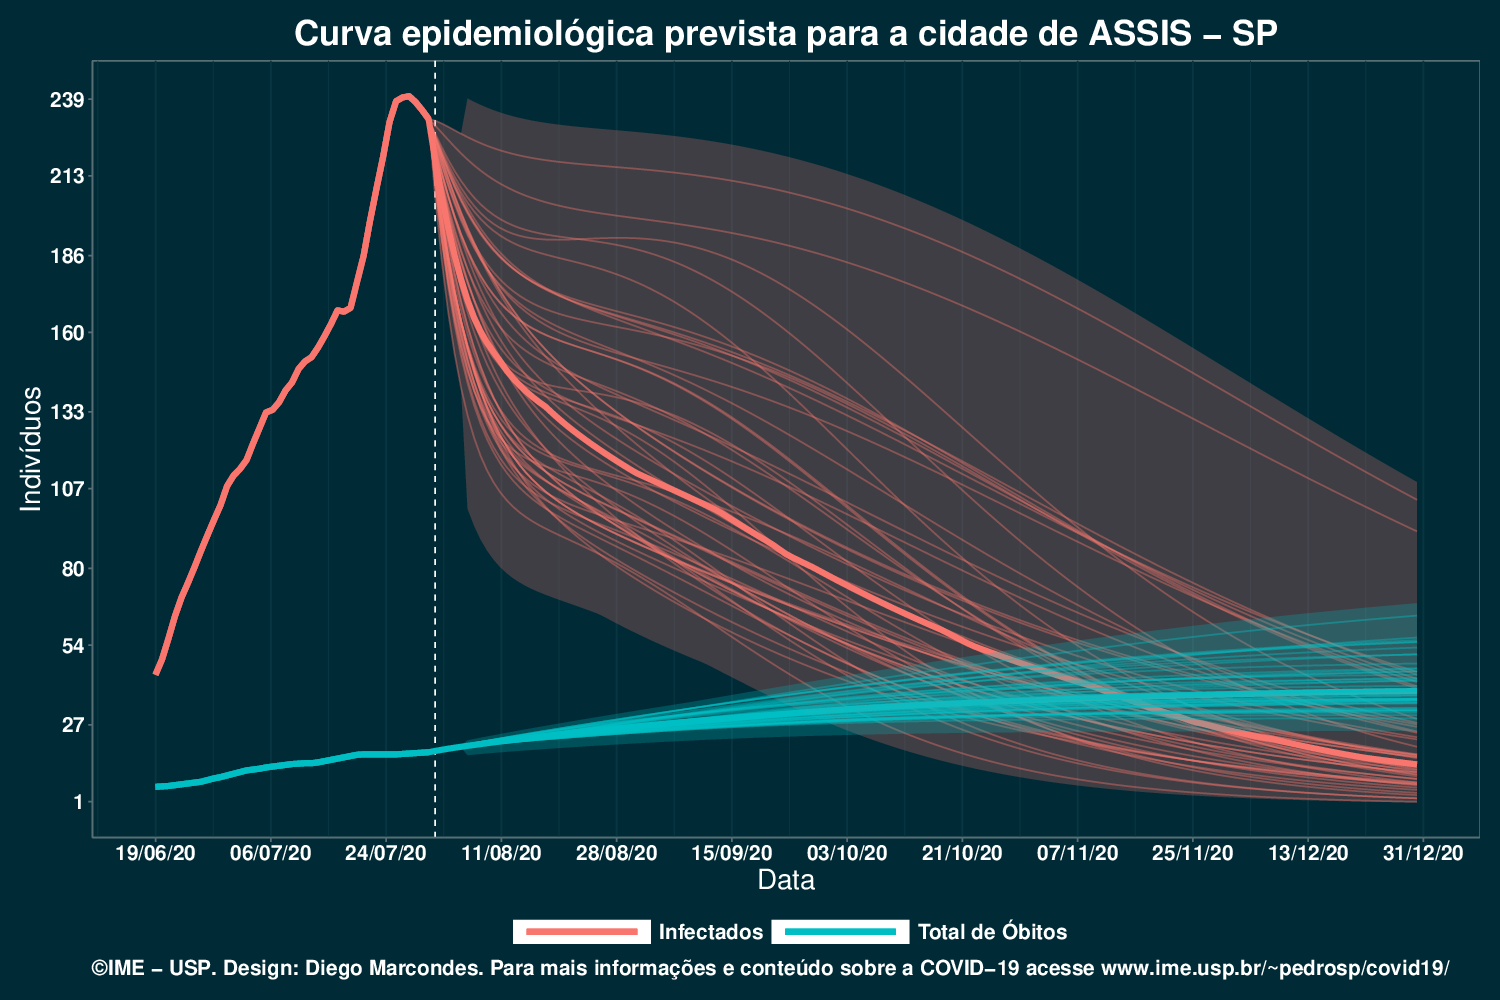 Curva epidemiológica prevista para a cidade de ASSIS – SP
239
213
186
160
133
107
80
54
27
1
Indivíduos
19/06/20 06/07/20 24/07/20 11/08/20 28/08/20 15/09/20 03/10/20 21/10/20 07/11/20 25/11/20 13/12/20 31/12/20
Data
Infectados Total de Óbitos
©IME – USP. Design: Diego Marcondes. Para mais informações e conteúdo sobre a COVID–19 acesse www.ime.usp.br/~pedrosp/covid19/